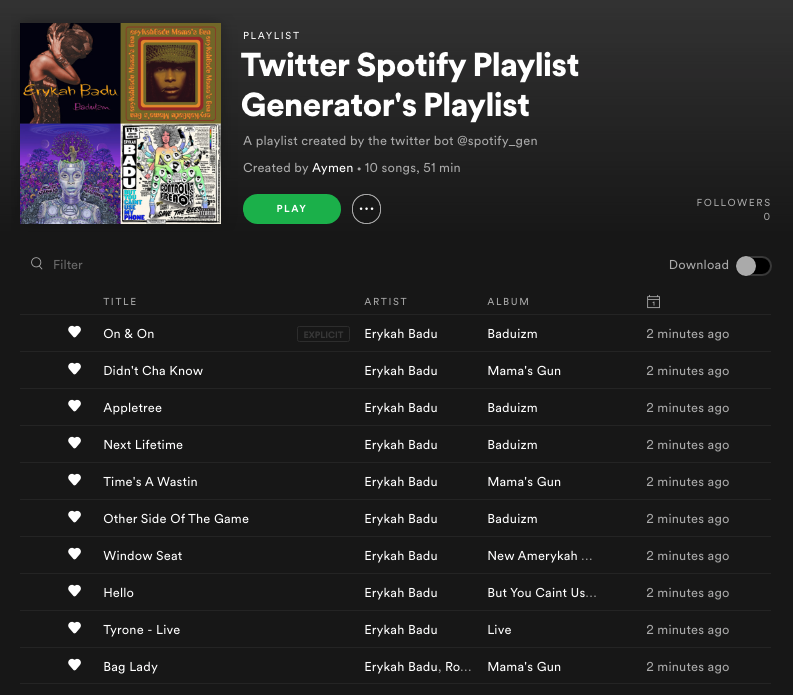 PLAYLIST
Twitter Spotify Playlist
Generator's Playlist
A playlist created by the twitter bot @spotify_gen
Created by Aymen • 10 songs, 51 min
PLAY
FOLLOWERS
0
Erykah Badu
Baduizm
BADU
Filter
Download
TITLE ARTIST ALBUM
On & On EXPLICIT Erykah Badu Baduizm 2 minutes ago
Didn't Cha Know Erykah Badu Mama's Gun 2 minutes ago
Appletree Erykah Badu Baduizm 2 minutes ago
Next Lifetime Erykah Badu Baduizm 2 minutes ago
Time's A Wastin Erykah Badu Mama's Gun 2 minutes ago
Other Side Of The Game Erykah Badu Baduizm 2 minutes ago
Window Seat Erykah Badu New Amerykah ... 2 minutes ago
Hello Erykah Badu But You Caint Us... 2 minutes ago
Tyrone - Live Erykah Badu Live 2 minutes ago
Bag Lady Erykah Badu, Ro... Mama's Gun 2 minutes ago